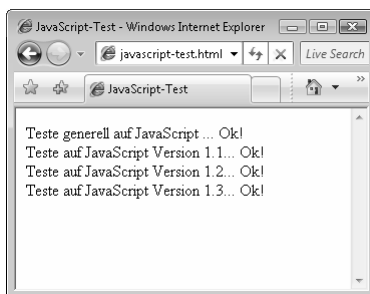 JavaScript-Test - Windows Internet Explorer
javascript-test.html
Live Search
JavaScript-Test
Teste generell auf JavaScript ... Ok!
Teste auf JavaScript Version 1.1... Ok!
Teste auf JavaScript Version 1.2... Ok!
Teste auf JavaScript Version 1.3... Ok!